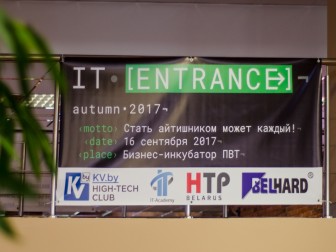 IT•[ENTRANCE→]¬
autumn•2017¬
‹motto› Стать айтишником может каждый!¬
‹date› 16 сентября 2017¬
‹place› Бизнес-инкубатор ПВТ¬
KV.by
HIGH-TECH
CLUB
IT-Academy
HTP
BELARUS
BELHARD